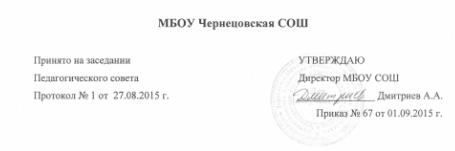 МБОУ Чернецовская СОШ
Принято на заседании УТВЕРЖДАЮ
Педагогического совета Директор МБОУ СОШ
Протокол № 1 от 27.08.2015 г. Дмитриев Дмитриев А.А.
Приказ № 67 от 01.09.2015 г.